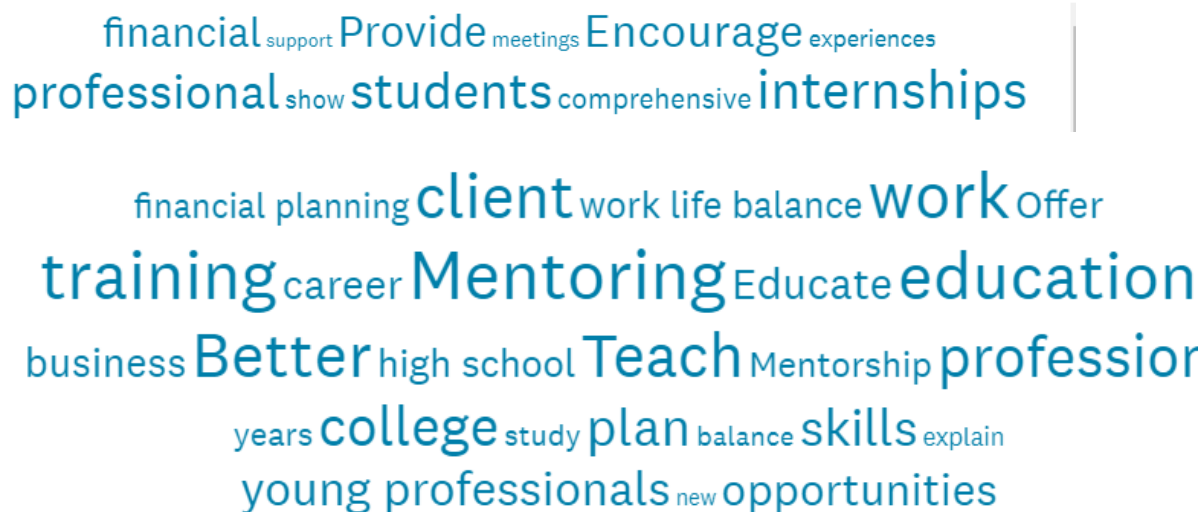 financial support Provide meetings Encourage experiences
professional show students comprehensive internships
financial planning client work life balance work Offer
training career Mentoring Educate education
business Better high school Teach Mentorship profession
years college study plan balance skills explain
young professionals new opportunities